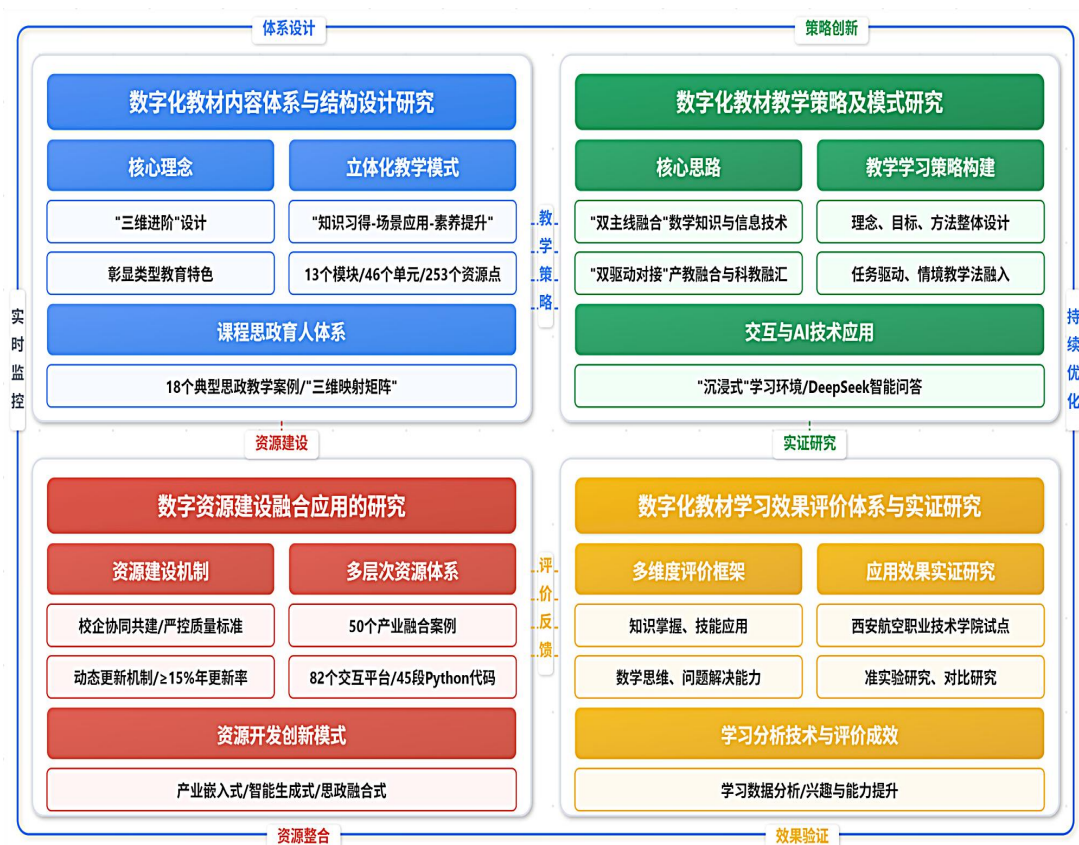 体系设计
策略创新
数字化教材内容体系与结构设计研究
核心理念
立体化教学模式
"三维进阶"设计
"知识习得-场景应用-素养提升"
彰显类型教育特色
13个模块/46个单元/253个资源点
课程思政育人体系
18个典型思政教学案例/"三维映射矩阵"
教学策略
数字化教材教学策略及模式研究
核心思路
教学学习策略构建
"双主线融合"数学知识与信息技术
理念、目标、方法整体设计
"双驱动对接"产教融合与科教融汇
任务驱动、情境教学法融入
交互与AI技术应用
"沉浸式"学习环境/DeepSeek智能问答
实时监控
持续优化
资源建设
实证研究
数字资源建设融合应用的研究
资源建设机制
多层次资源体系
校企协同共建/严控质量标准
50个产业融合案例
动态更新机制/≥15%年更新率
82个交互平台/45段Python代码
资源开发创新模式
产业嵌入式/智能生成式/思政融合式
评价反馈
数字化教材学习效果评价体系与实证研究
多维度评价框架
应用效果实证研究
知识掌握、技能应用
西安航空职业技术学院试点
数学思维、问题解决能力
准实验研究、对比研究
学习分析技术与评价成效
学习数据分析/兴趣与能力提升
资源整合
效果验证